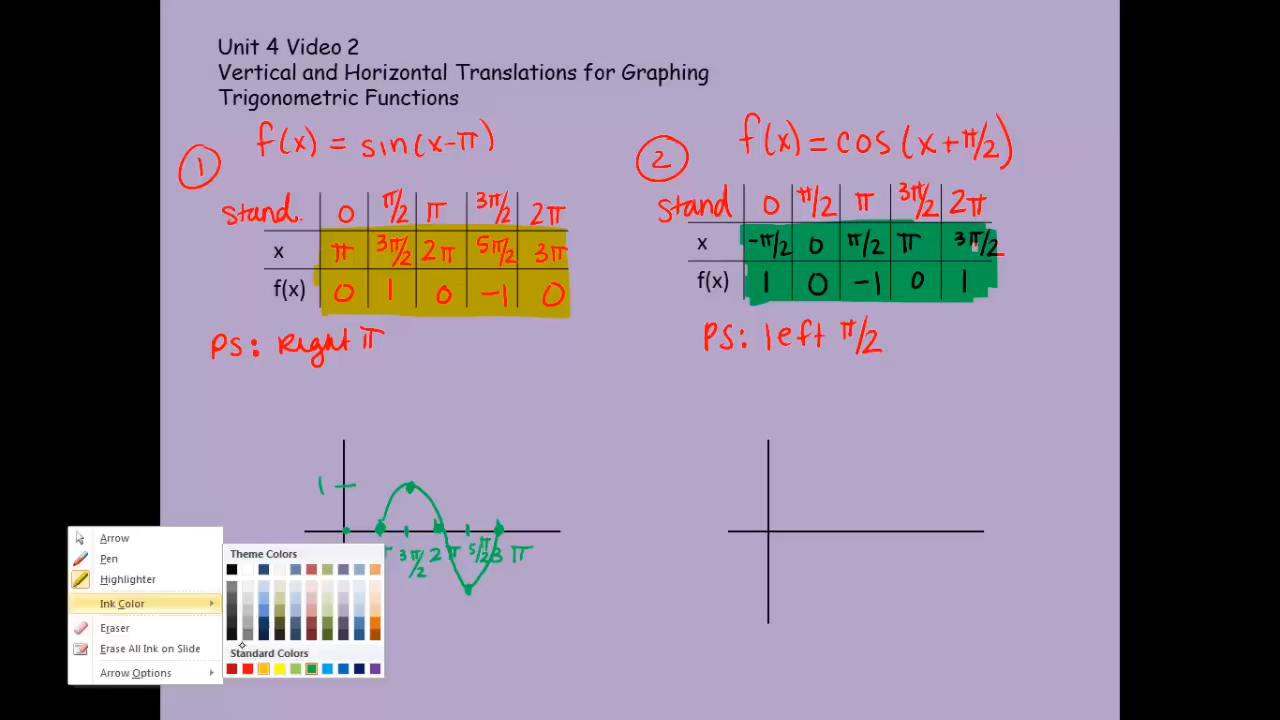 Unit 4 Video 2
Vertical and Horizontal Translations for Graphing
Trigonometric Functions
① f(x) = sin(x-π)
stand. 0 π/2 π 3π/2 2π
x π 3π/2 2π 5π/2 3π
f(x) 0 1 0 -1 0
PS: Right π
② f(x) = cos(x+π/2)
stand 0 π/2 π 3π/2 2π
x -π/2 0 π/2 π 3π/2
f(x) 1 0 -1 0 1
PS: left π/2
1
π 3π/2 2π 5π/2 3π
Arrow
Pen
Highlighter
Ink Color
Eraser
Erase All Ink on Slide
Arrow Options
Theme Colors
Standard Colors